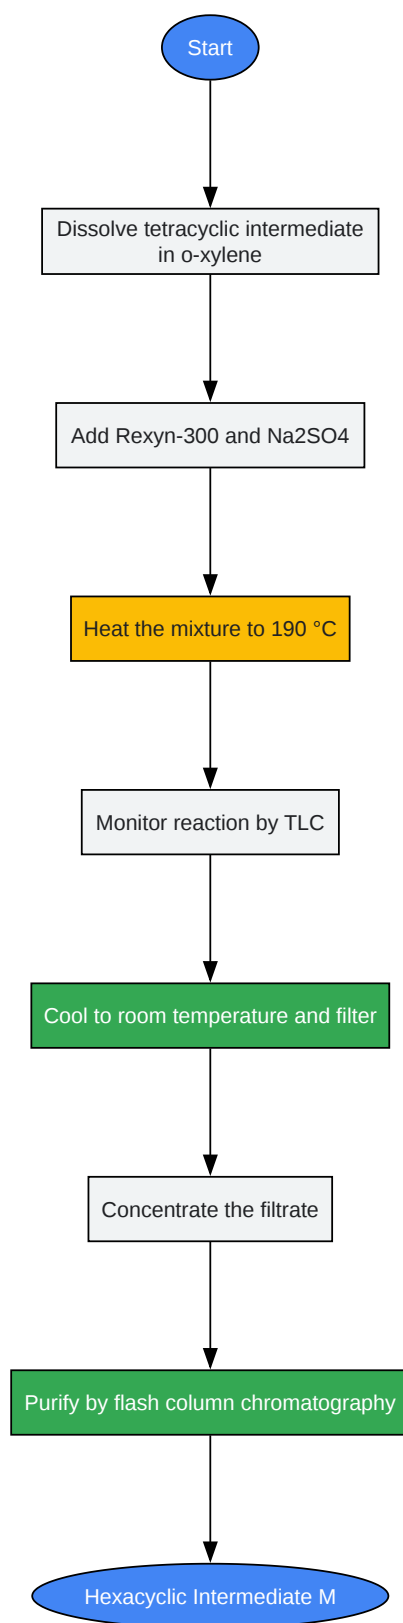 Start
Dissolve tetracyclic intermediate
in o-xylene
Add Rexyn-300 and Na2SO4
Heat the mixture to 190 °C
Monitor reaction by TLC
Cool to room temperature and filter
Concentrate the filtrate
Purify by flash column chromatography
Hexacyclic Intermediate M